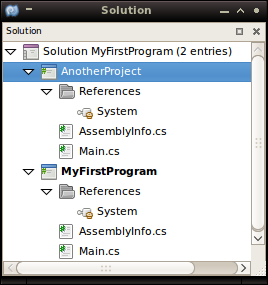 Solution
Solution
Solution MyFirstProgram (2 entries)
AnotherProject
References
System
AssemblyInfo.cs
Main.cs
MyFirstProgram
References
System
AssemblyInfo.cs
Main.cs